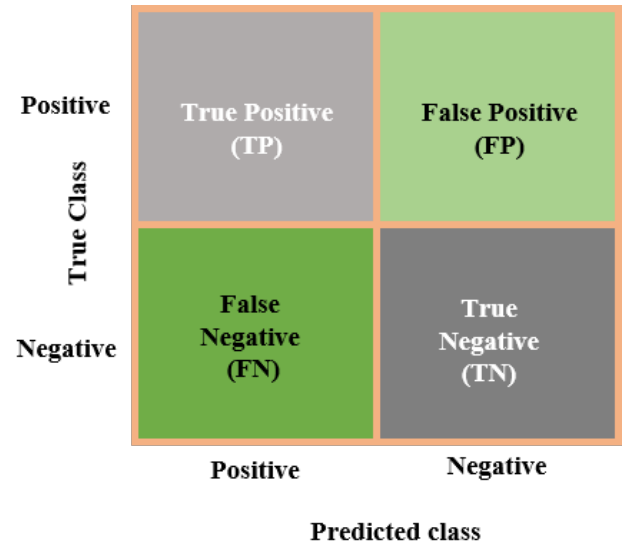 Positive
True Positive
(TP)
False Positive
(FP)
True Class
Negative
False
Negative
(FN)
True
Negative
(TN)
Positive
Negative
Predicted class